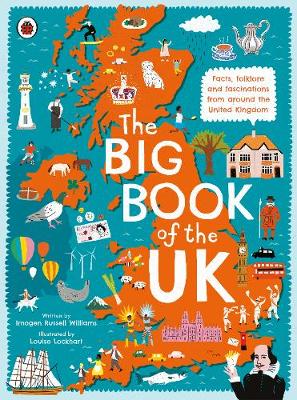 Facts, folklore
and fascinations
from around the
United Kingdom
The
BIG
BOOK
of the
UK
Written by
Imogen Russell Williams
Illustrated by
Louise Lockhart